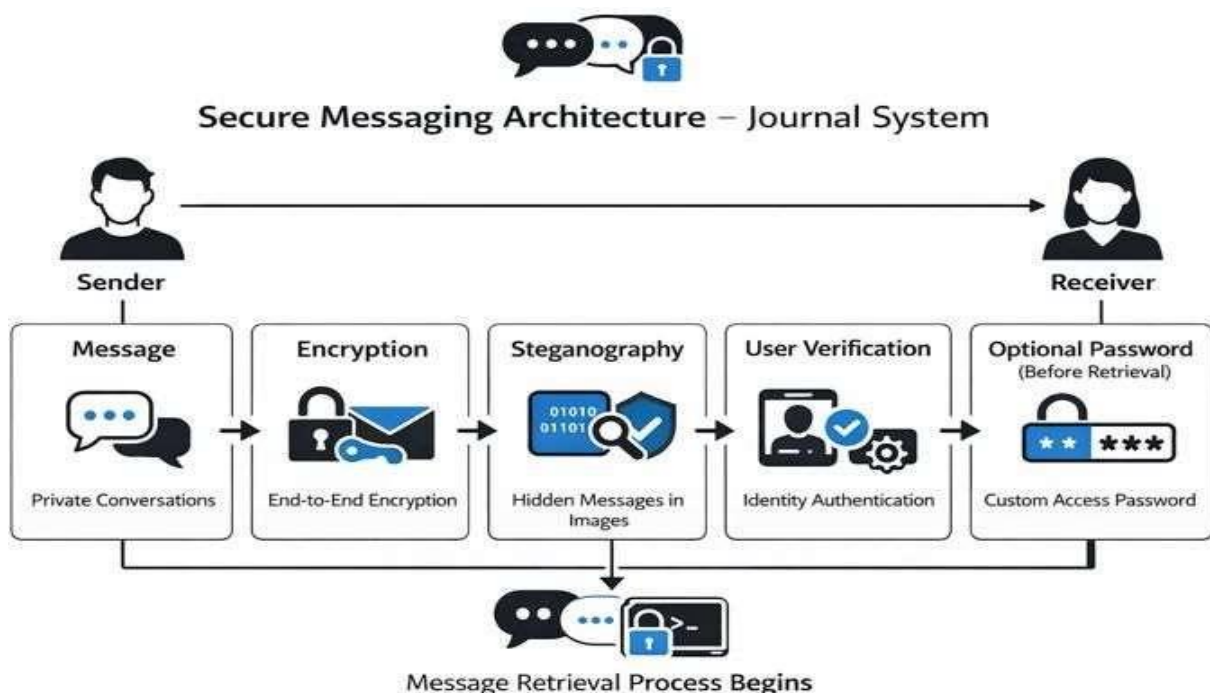 Secure Messaging Architecture – Journal System
Sender
Receiver
Message
Private Conversations
Encryption
End-to-End Encryption
Steganography
01010
01101
Hidden Messages in
Images
User Verification
Identity Authentication
Optional Password
(Before Retrieval)
** ***
Custom Access Password
>_
Message Retrieval Process Begins